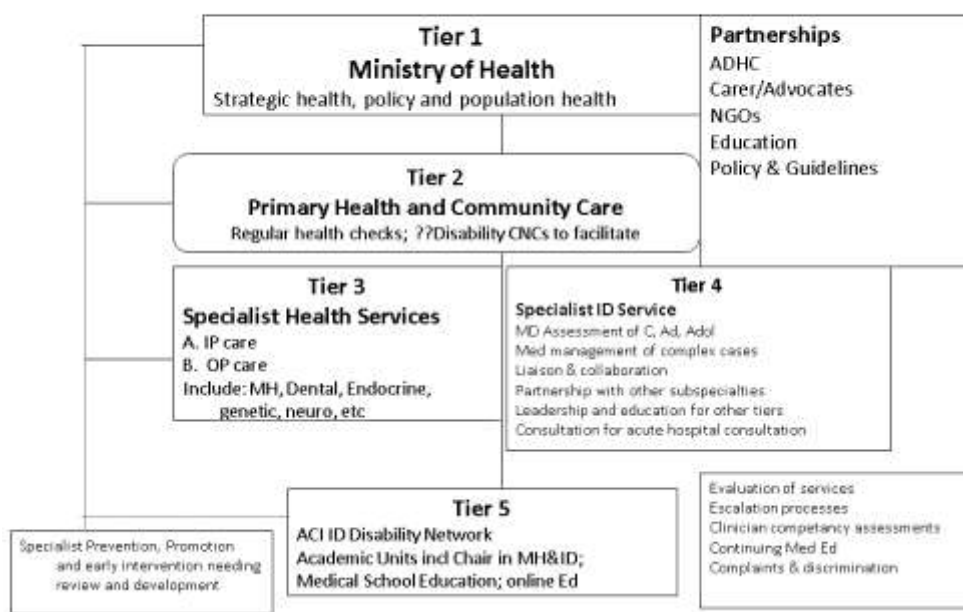 Tier 1
Ministry of Health
Strategic health, policy and population health
Partnerships
ADHC
Carer/Advocates
NGOs
Education
Policy & Guidelines
Tier 2
Primary Health and Community Care
Regular health checks; ??Disability CNCs to facilitate
Tier 3
Specialist Health Services
A. IP care
B. OP care
Include: MH, Dental, Endocrine,
genetic, neuro, etc
Tier 4
Specialist ID Service
MD Assessment of C, Ad, Adol
Med management of complex cases
Liaison & collaboration
Partnership with other subspecialties
Leadership and education for other tiers
Consultation for acute hospital consultation
Tier 5
ACI ID Disability Network
Academic Units incl Chair in MH&ID;
Medical School Education; online Ed
Specialist Prevention, Promotion
and early intervention needing
review and development
Evaluation of services
Escalation processes
Clinician competancy assessments
Continuing Med Ed
Complaints & discrimination